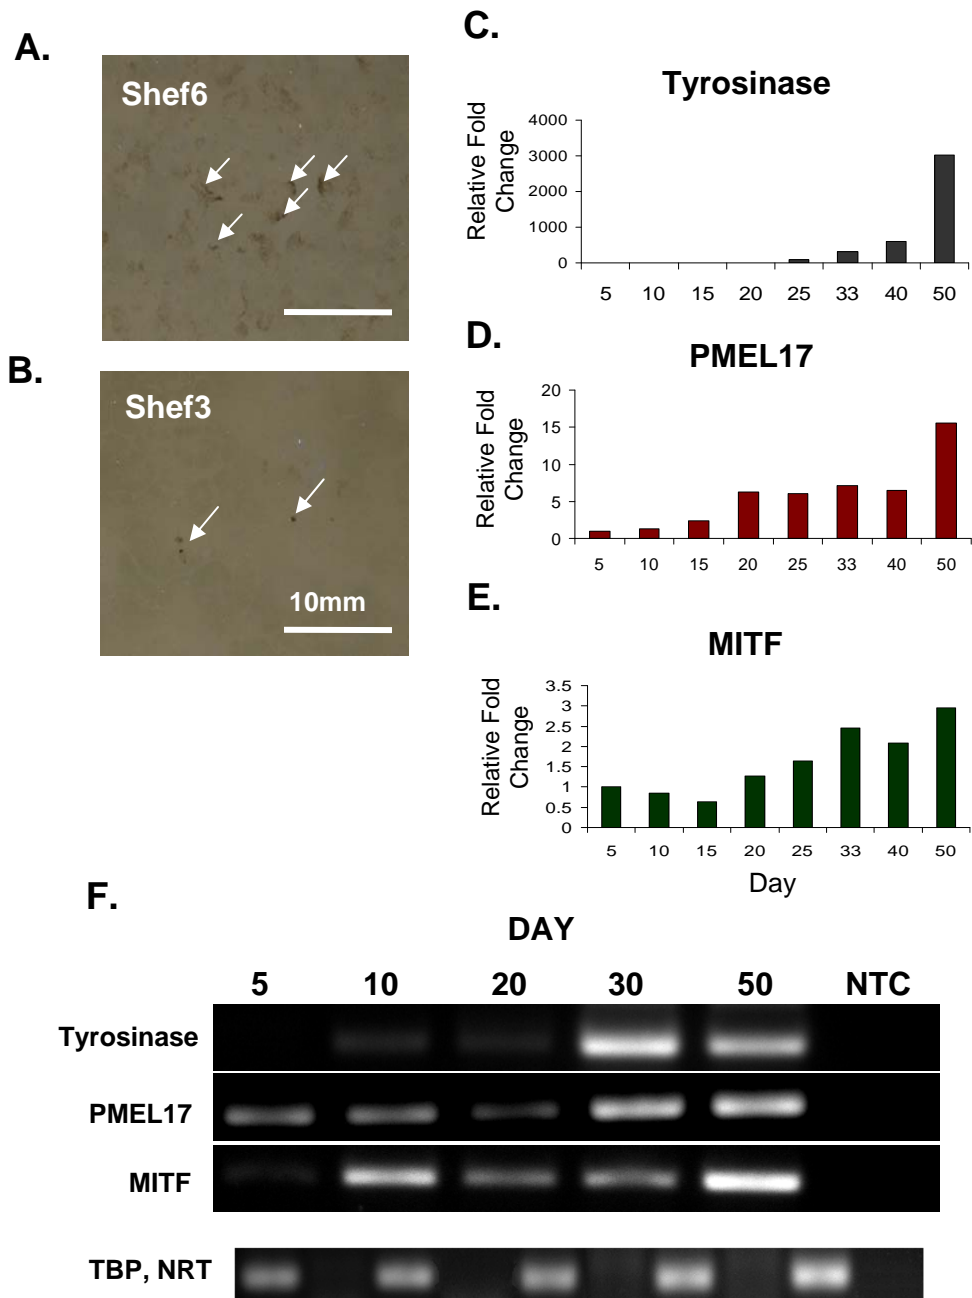 A.
Shef6
B.
Shef3
10mm
C.
Tyrosinase
Relative Fold
Change
4000
3000
2000
1000
0
5 10 15 20 25 33 40 50
D.
PMEL17
Relative Fold
Change
20
15
10
5
0
5 10 15 20 25 33 40 50
E.
MITF
Relative Fold
Change
3.5
3
2.5
2
1.5
1
0.5
0
5 10 15 20 25 33 40 50
Day
F.
DAY
5 10 20 30 50 NTC
Tyrosinase
PMEL17
MITF
TBP, NRT